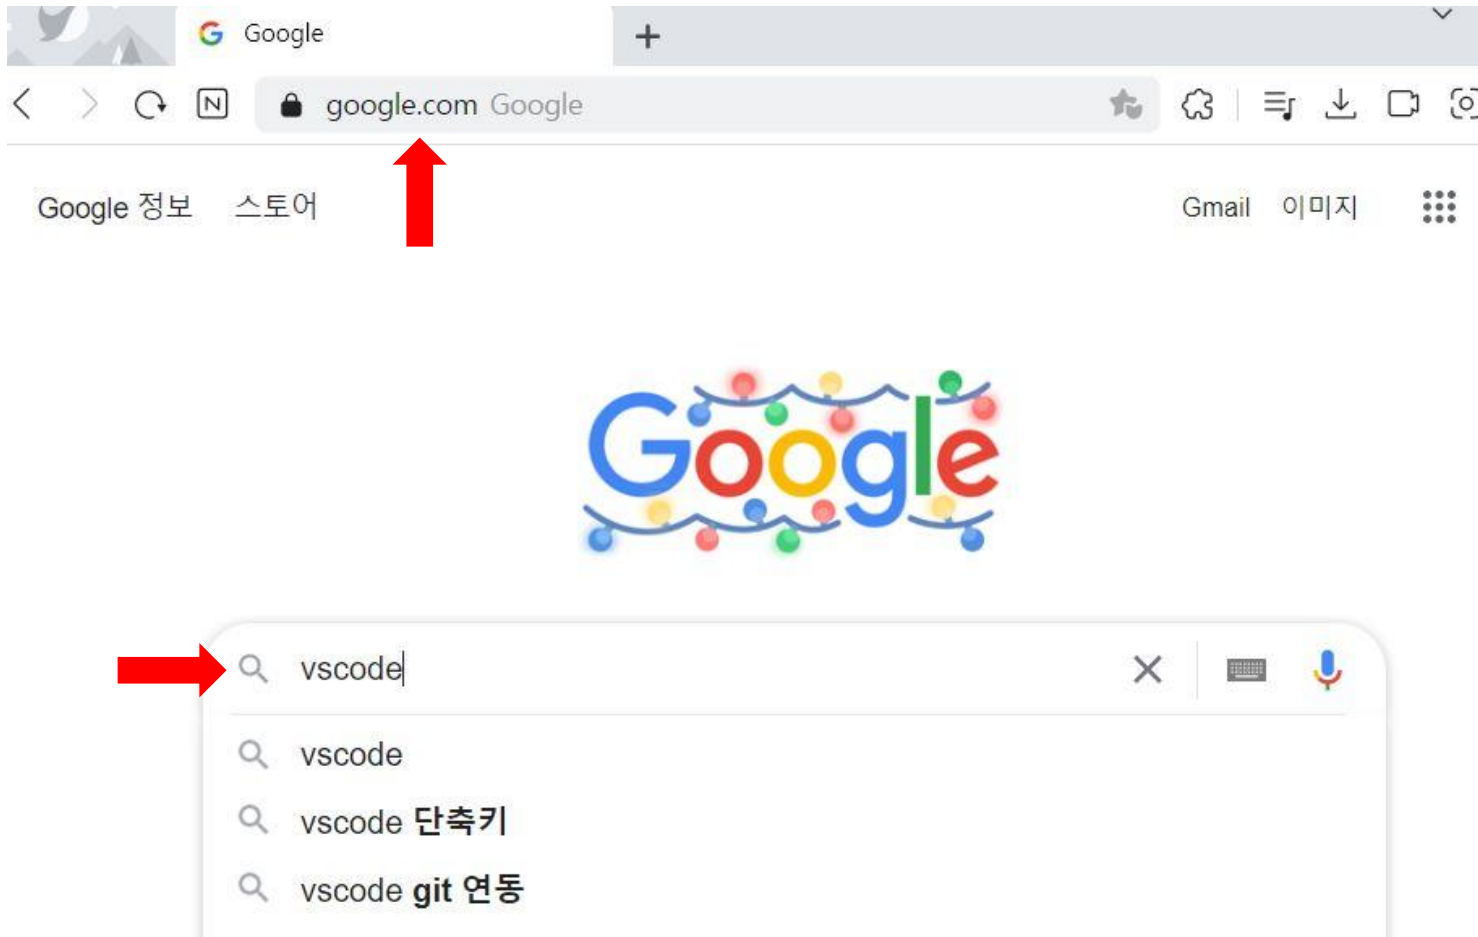 Google
google.com Google
Google 정보 스토어 Gmail 이미지
Google
vscode
vscode
vscode 단축키
vscode git 연동